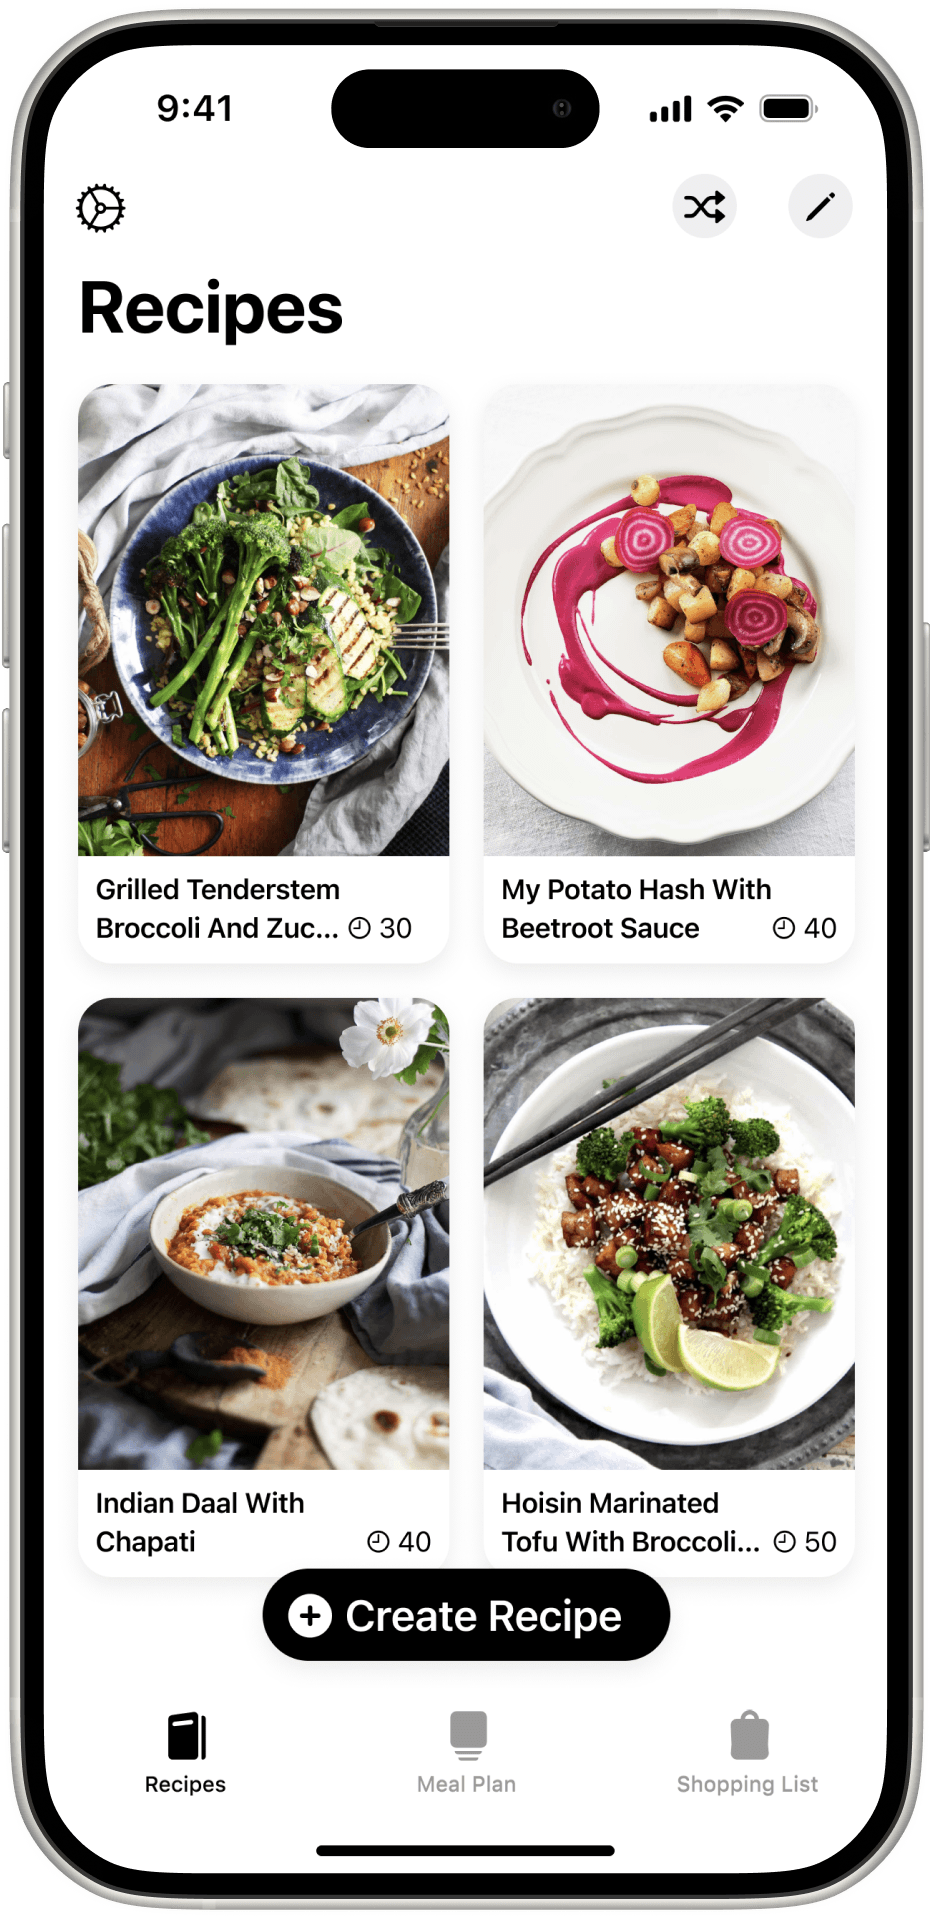 9:41
Recipes
Grilled Tenderstem
Broccoli And Zuc... 30
My Potato Hash With
Beetroot Sauce 40
Indian Daal With
Chapati 40
Hoisin Marinated
Tofu With Broccoli... 50
Create Recipe
Recipes
Meal Plan
Shopping List